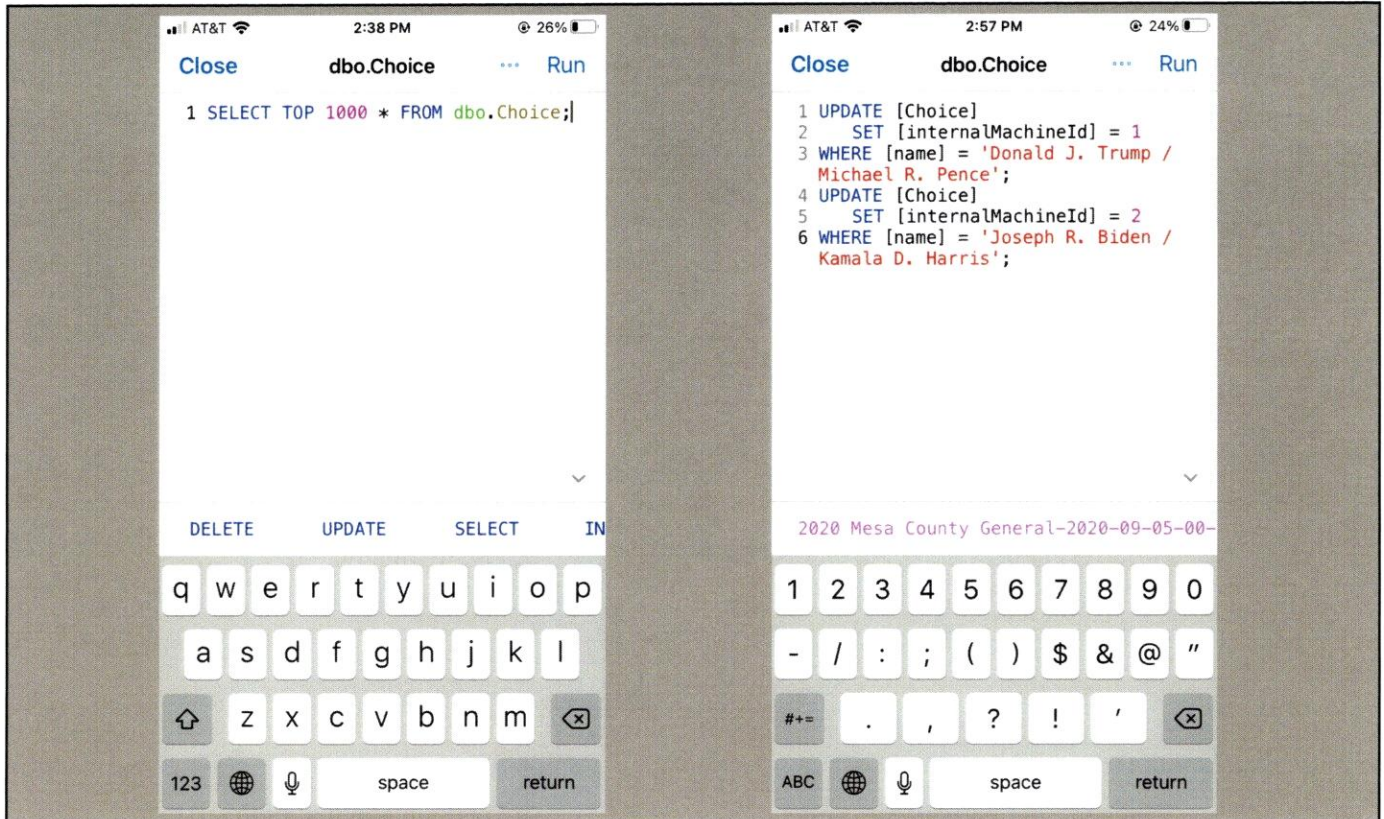 AT&T 2:38 PM 26%
Close dbo.Choice ... Run
1 SELECT TOP 1000 * FROM dbo.Choice;
DELETE UPDATE SELECT IN
q w e r t y u i o p
a s d f g h j k l
z x c v b n m
123 space return
AT&T 2:57 PM 24%
Close dbo.Choice ... Run
1 UPDATE [Choice]
2 SET [internalMachineId] = 1
3 WHERE [name] = 'Donald J. Trump /
Michael R. Pence';
4 UPDATE [Choice]
5 SET [internalMachineId] = 2
6 WHERE [name] = 'Joseph R. Biden /
Kamala D. Harris';
2020 Mesa County General-2020-09-05-00-
1 2 3 4 5 6 7 8 9 0
- / : ; ( ) $ & @ "
#+= . , ? ! '
ABC space return